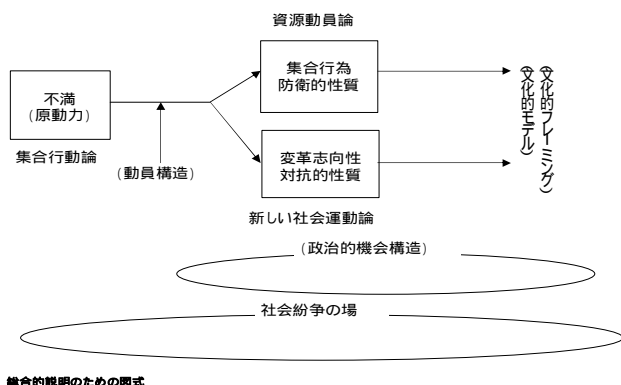 資源動員論
集合行為
防衛的性質
不満
(原動力)
集合行動論
(動員構造)
変革志向性
対抗的性質
新しい社会運動論
(文化的フレーミング)
(文化的モデル)
(政治的機会構造)
社会紛争の場
総合的説明のための図式